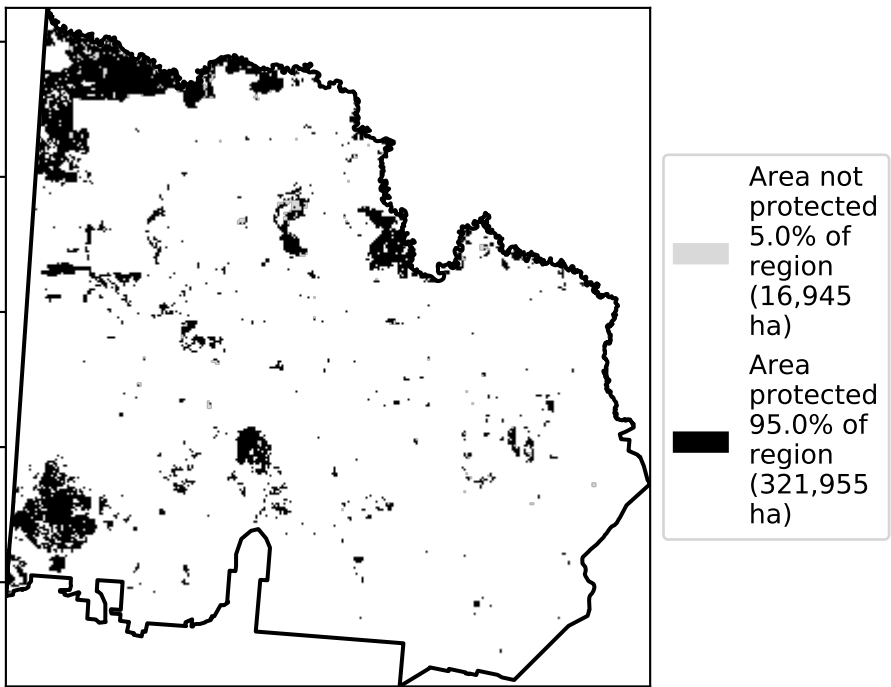 Area not
protected
5.0% of
region
(16,945
ha)
Area
protected
95.0% of
region
(321,955
ha)